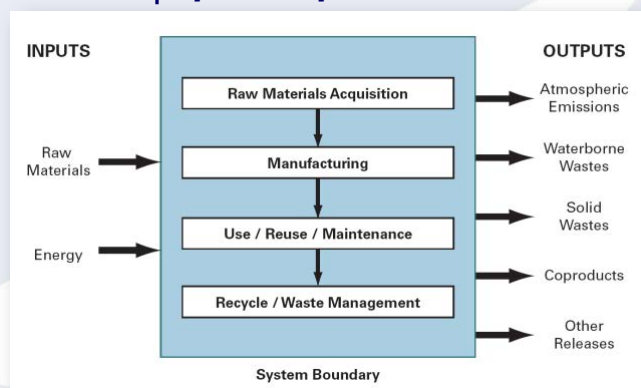 INPUTS
OUTPUTS
Raw Materials Acquisition
Manufacturing
Use / Reuse / Maintenance
Recycle / Waste Management
Raw
Materials
Energy
Atmospheric
Emissions
Waterborne
Wastes
Solid
Wastes
Coproducts
Other
Releases
System Boundary